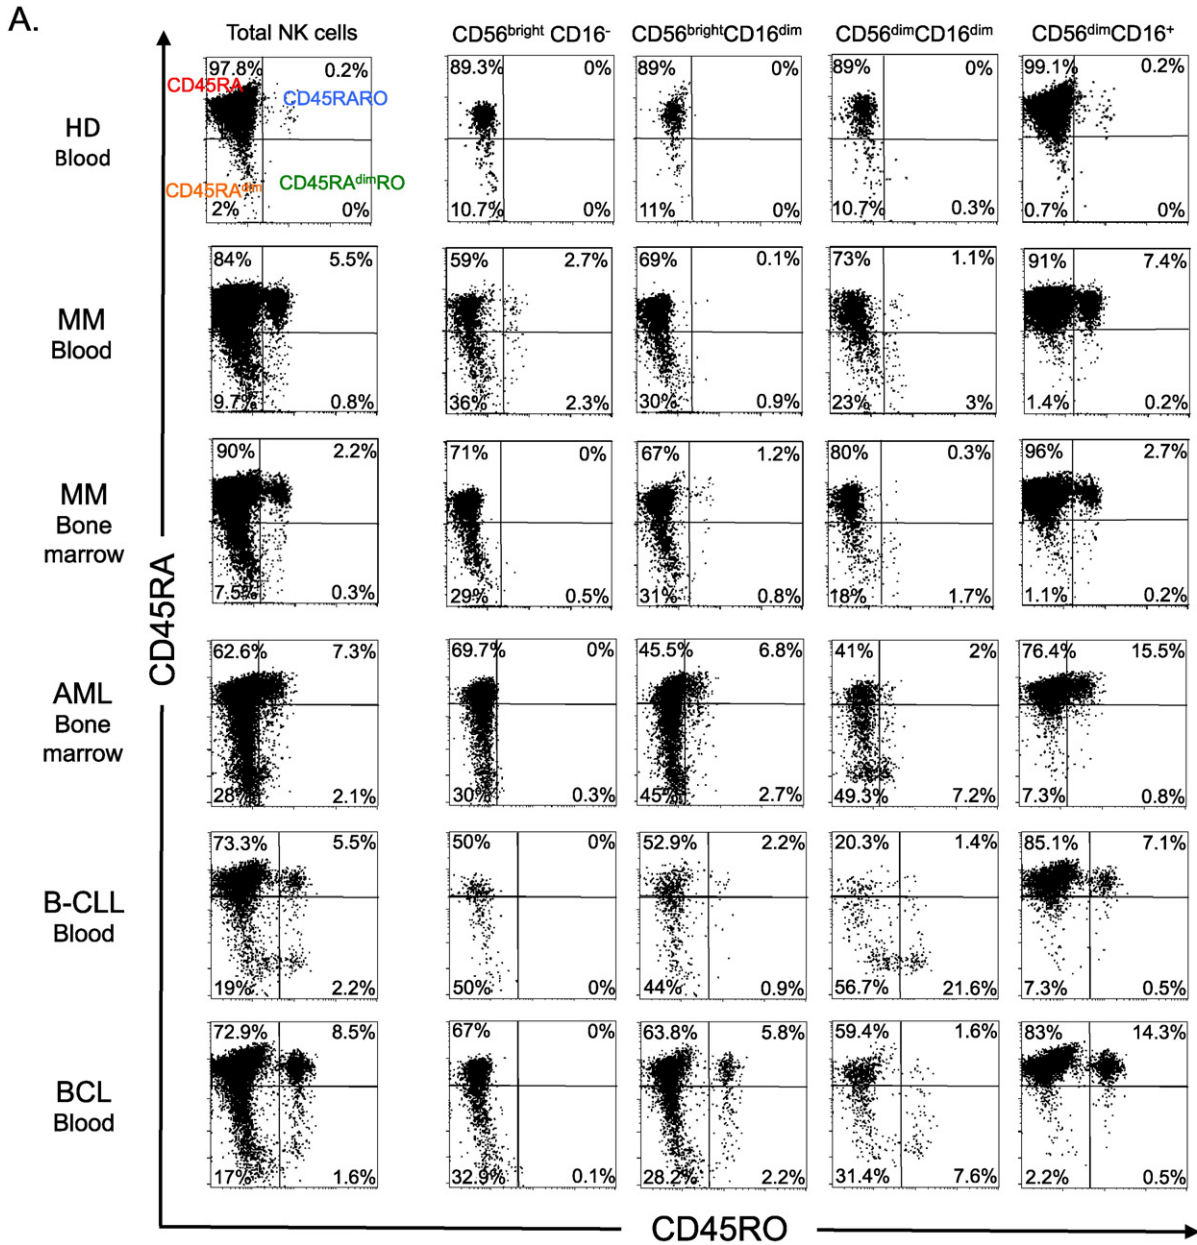 A.
Total NK cells
CD56bright CD16-
CD56brightCD16dim
CD56dimCD16dim
CD56dimCD16+
HD
Blood
97.8% 0.2%
CD45RA
CD45RARO
CD45RAdim
CD45RAdimRO
2% 0%
89.3% 0%
10.7% 0%
89% 0%
11% 0%
89% 0%
10.7% 0.3%
99.1% 0.2%
0.7% 0%
MM
Blood
84% 5.5%
9.7% 0.8%
59% 2.7%
36% 2.3%
69% 0.1%
30% 0.9%
73% 1.1%
23% 3%
91% 7.4%
1.4% 0.2%
MM
Bone
marrow
90% 2.2%
7.5% 0.3%
71% 0%
29% 0.5%
67% 1.2%
31% 0.8%
80% 0.3%
18% 1.7%
96% 2.7%
1.1% 0.2%
AML
Bone
marrow
62.6% 7.3%
28% 2.1%
69.7% 0%
30% 0.3%
45.5% 6.8%
45% 2.7%
41% 2%
49.3% 7.2%
76.4% 15.5%
7.3% 0.8%
B-CLL
Blood
73.3% 5.5%
19% 2.2%
50% 0%
50% 0%
52.9% 2.2%
44% 0.9%
20.3% 1.4%
56.7% 21.6%
85.1% 7.1%
7.3% 0.5%
BCL
Blood
72.9% 8.5%
17% 1.6%
67% 0%
32.9% 0.1%
63.8% 5.8%
28.2% 2.2%
59.4% 1.6%
31.4% 7.6%
83% 14.3%
2.2% 0.5%
CD45RA
CD45RO